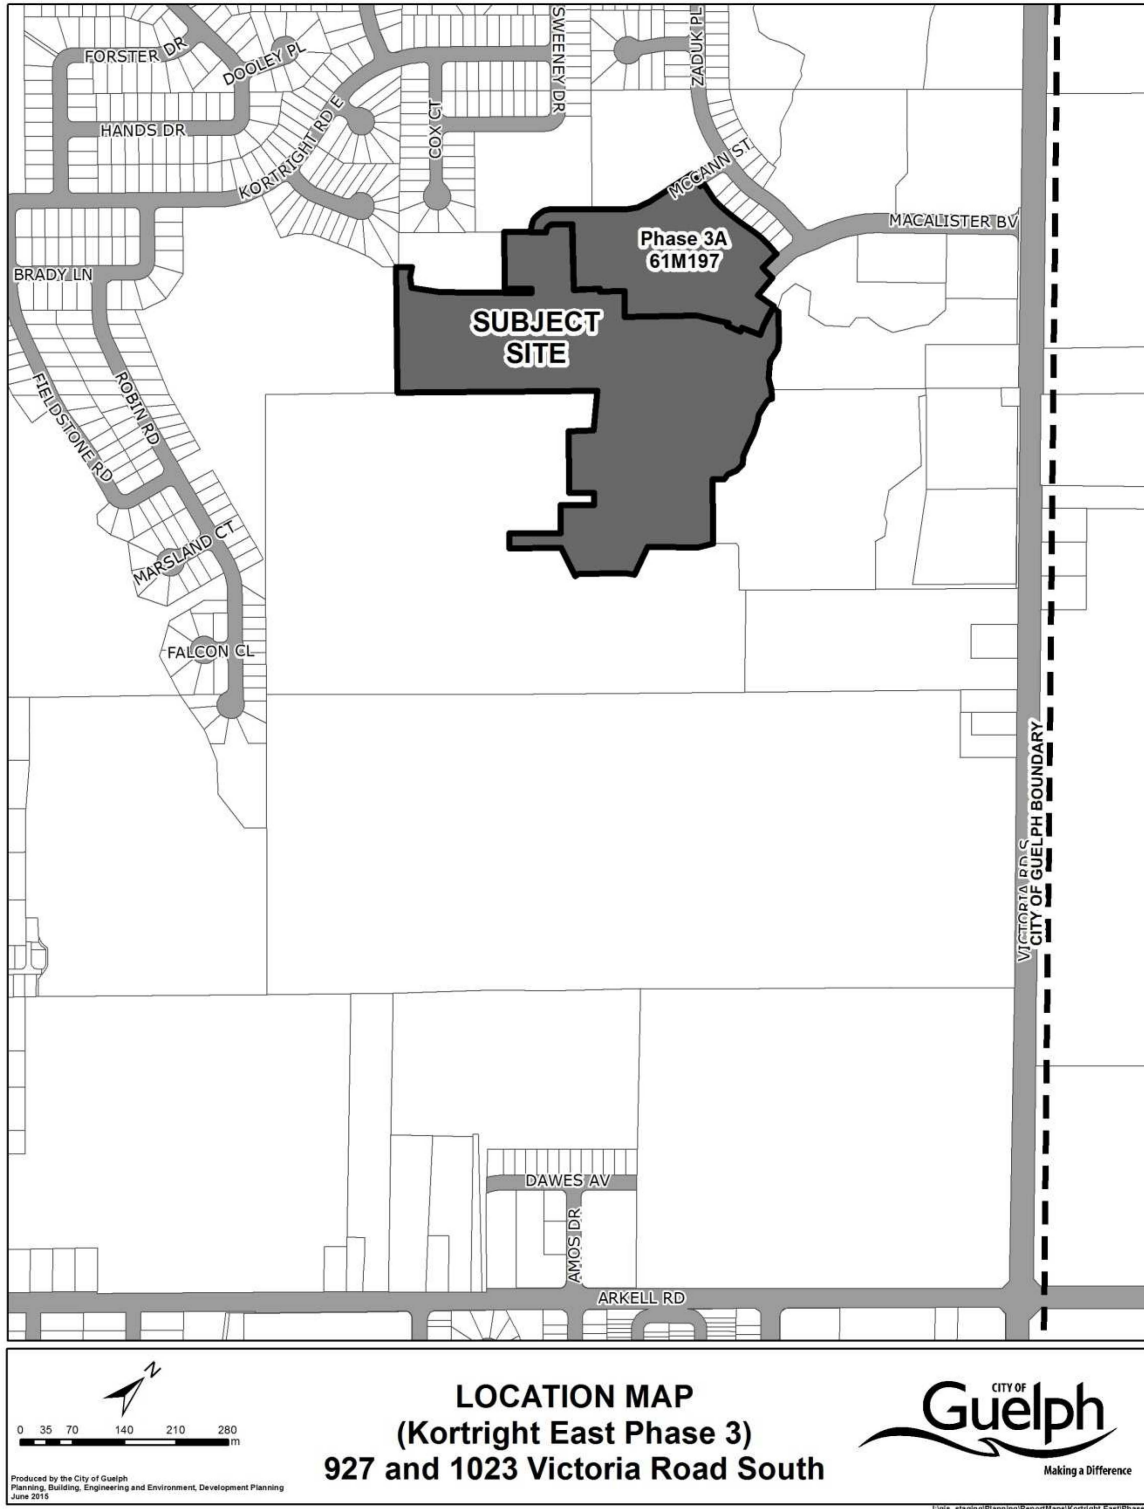 FORSTER DR
DOOLEY PL
HANDS DR
KORTRIGHT RD E
COX CT
SWEENEY DR
ZADUK PL
MCCANN ST
MACALISTER BV
BRADY LN
Phase 3A
61M197
SUBJECT
SITE
FIELDSTONE RD
ROBIN RD
MARSLAND CT
FALCON CL
VICTORIA RD S
CITY OF GUELPH BOUNDARY
DAWES AV
AMOS DR
ARKELL RD
N
0 35 70 140 210 280
m
Produced by the City of Guelph
Planning, Building, Engineering and Environment, Development Planning
June 2015
LOCATION MAP
(Kortright East Phase 3)
927 and 1023 Victoria Road South
CITY OF
Guelph
Making a Difference